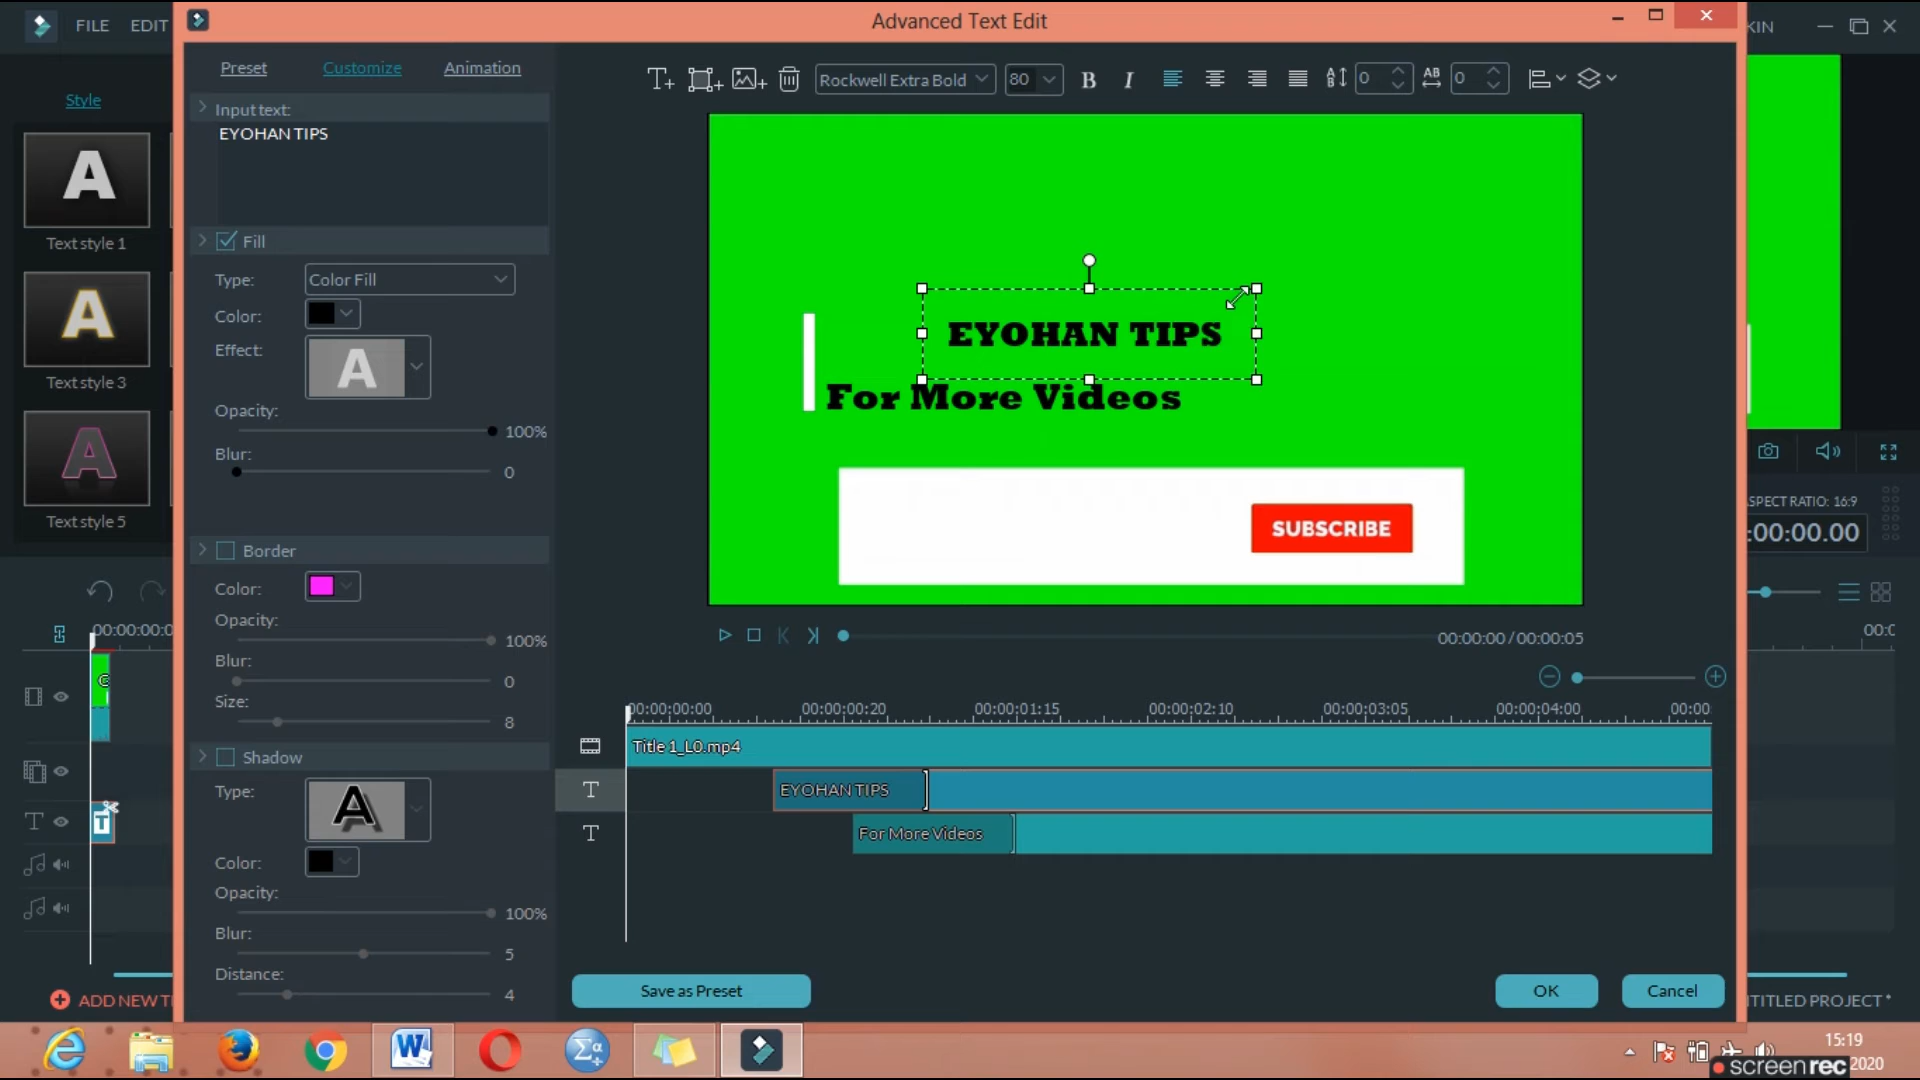 FILE EDIT
Advanced Text Edit
KIN
Style
Preset Customize Animation
Rockwell Extra Bold 80 B I 0 AB 0
Input text:
EYOHAN TIPS
A
Text style 1
Fill
Type: Color Fill
Color:
Effect: A
Opacity:
100%
Blur:
0
A
Text style 3
A
Text style 5
Border
Color:
Opacity:
100%
Blur:
0
Size:
8
Shadow
Type: A
Color:
Opacity:
100%
Blur:
5
Distance:
4
EYOHAN TIPS
For More Videos
SUBSCRIBE
00:00:00/00:00:05
SPECT RATIO: 16:9
:00:00.00
00:00:00:0
00:0
00:00:00:00 00:00:00:20 00:00:01:15 00:00:02:10 00:00:03:05 00:00:04:00 00:00
Title 1_L0.mp4
T EYOHAN TIPS
T For More Videos
T T
Save as Preset OK Cancel
ADD NEW T
TITLED PROJECT *
15:19
2020
screenrec